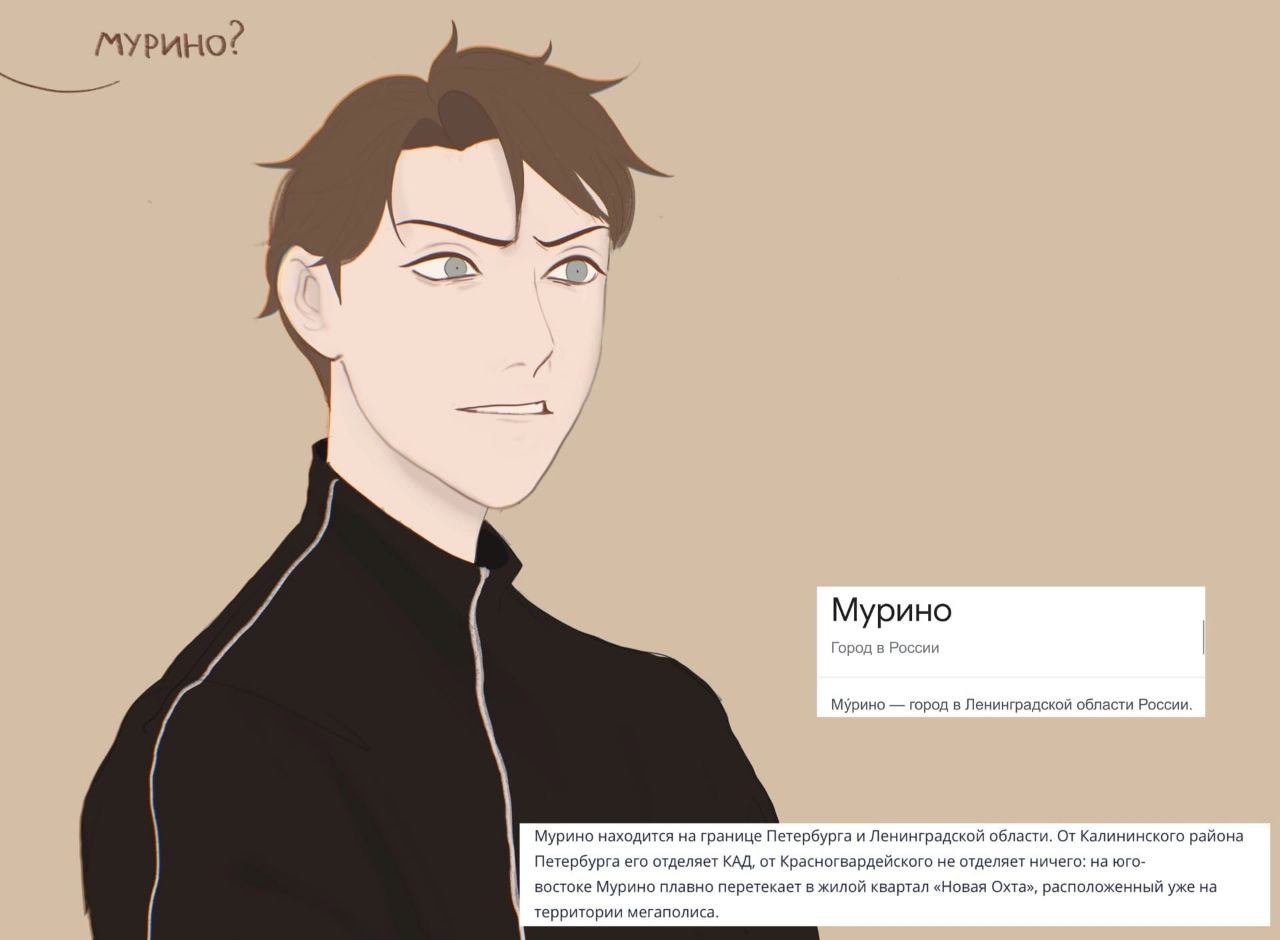 МУРИНО?
Мурино
Город в России
Му́рино — город в Ленинградской области России.
Мурино находится на границе Петербурга и Ленинградской области. От Калининского района
Петербурга его отделяет КАД, от Красногвардейского не отделяет ничего: на юго-
востоке Мурино плавно перетекает в жилой квартал «Новая Охта», расположенный уже на
территории мегаполиса.